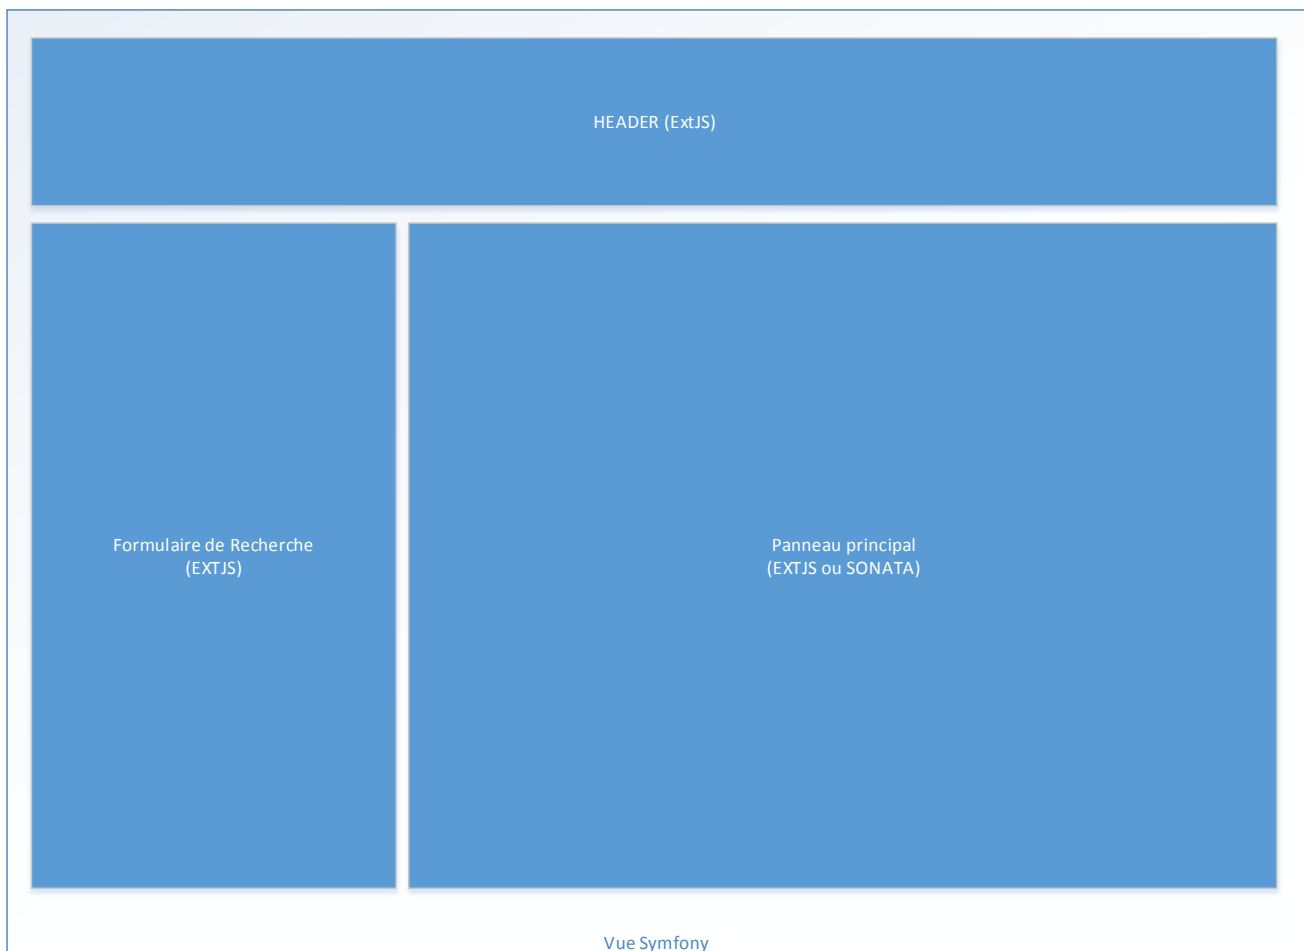 HEADER (ExtJS)
Formulaire de Recherche
(EXTJS)
Panneau principal
(EXTJS ou SONATA)
Vue Symfony